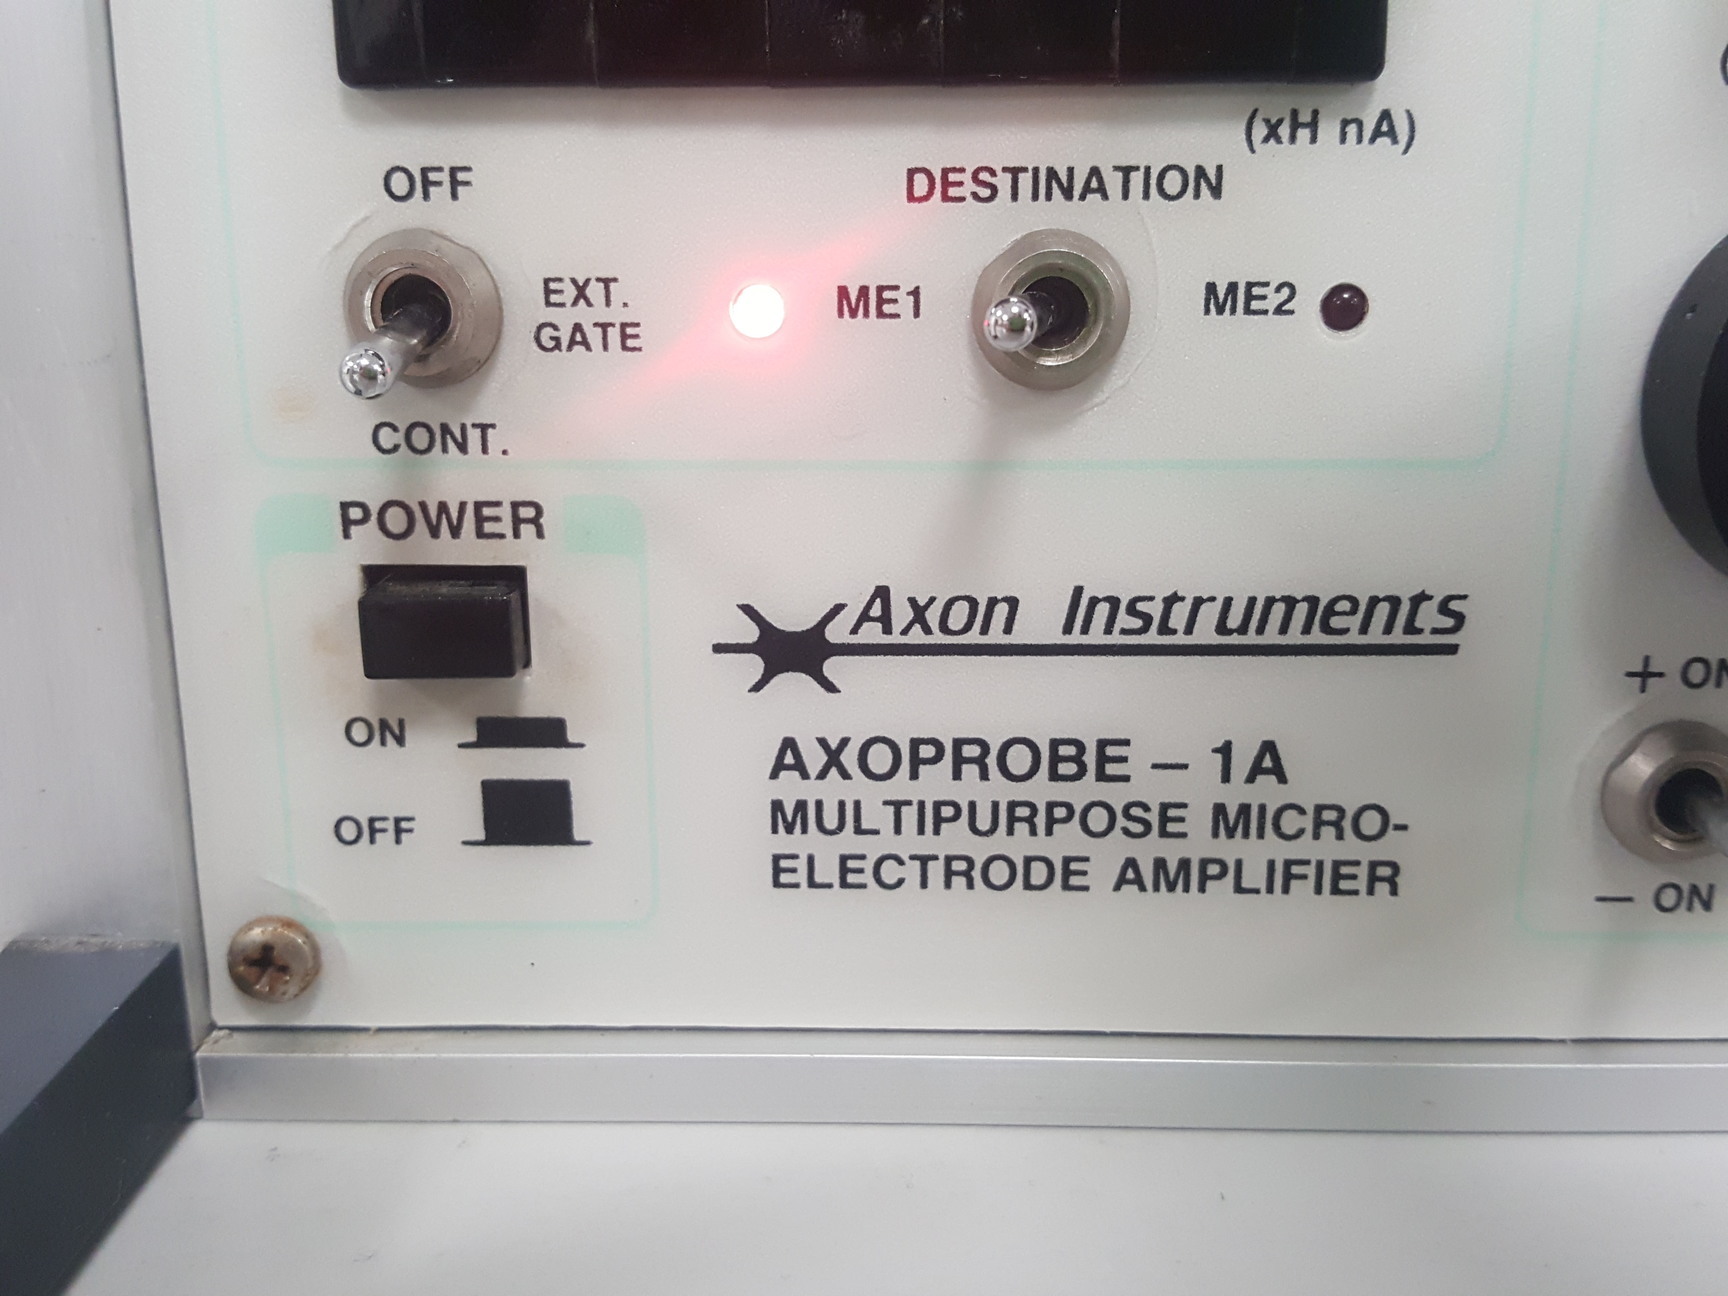 (xH nA)
OFF
DESTINATION
EXT.
GATE
ME1
ME2
CONT.
POWER
ON
OFF
Axon Instruments
AXOPROBE – 1A
MULTIPURPOSE MICRO-
ELECTRODE AMPLIFIER
+ ON
– ON